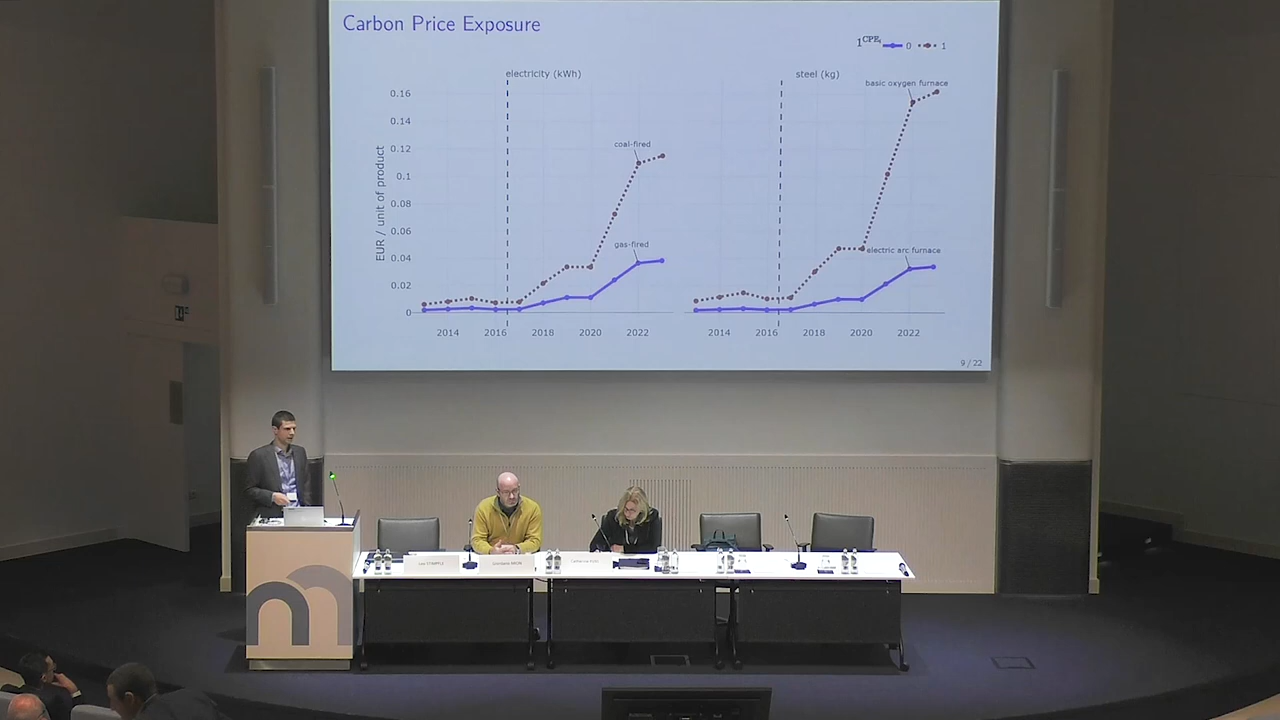 Carbon Price Exposure
1^CPEi 0 1
electricity (kWh)
steel (kg)
EUR / unit of product
0.16
0.14
0.12
0.1
0.08
0.06
0.04
0.02
0
coal-fired
gas-fired
basic oxygen furnace
electric arc furnace
2014 2016 2018 2020 2022
2014 2016 2018 2020 2022
9 / 22